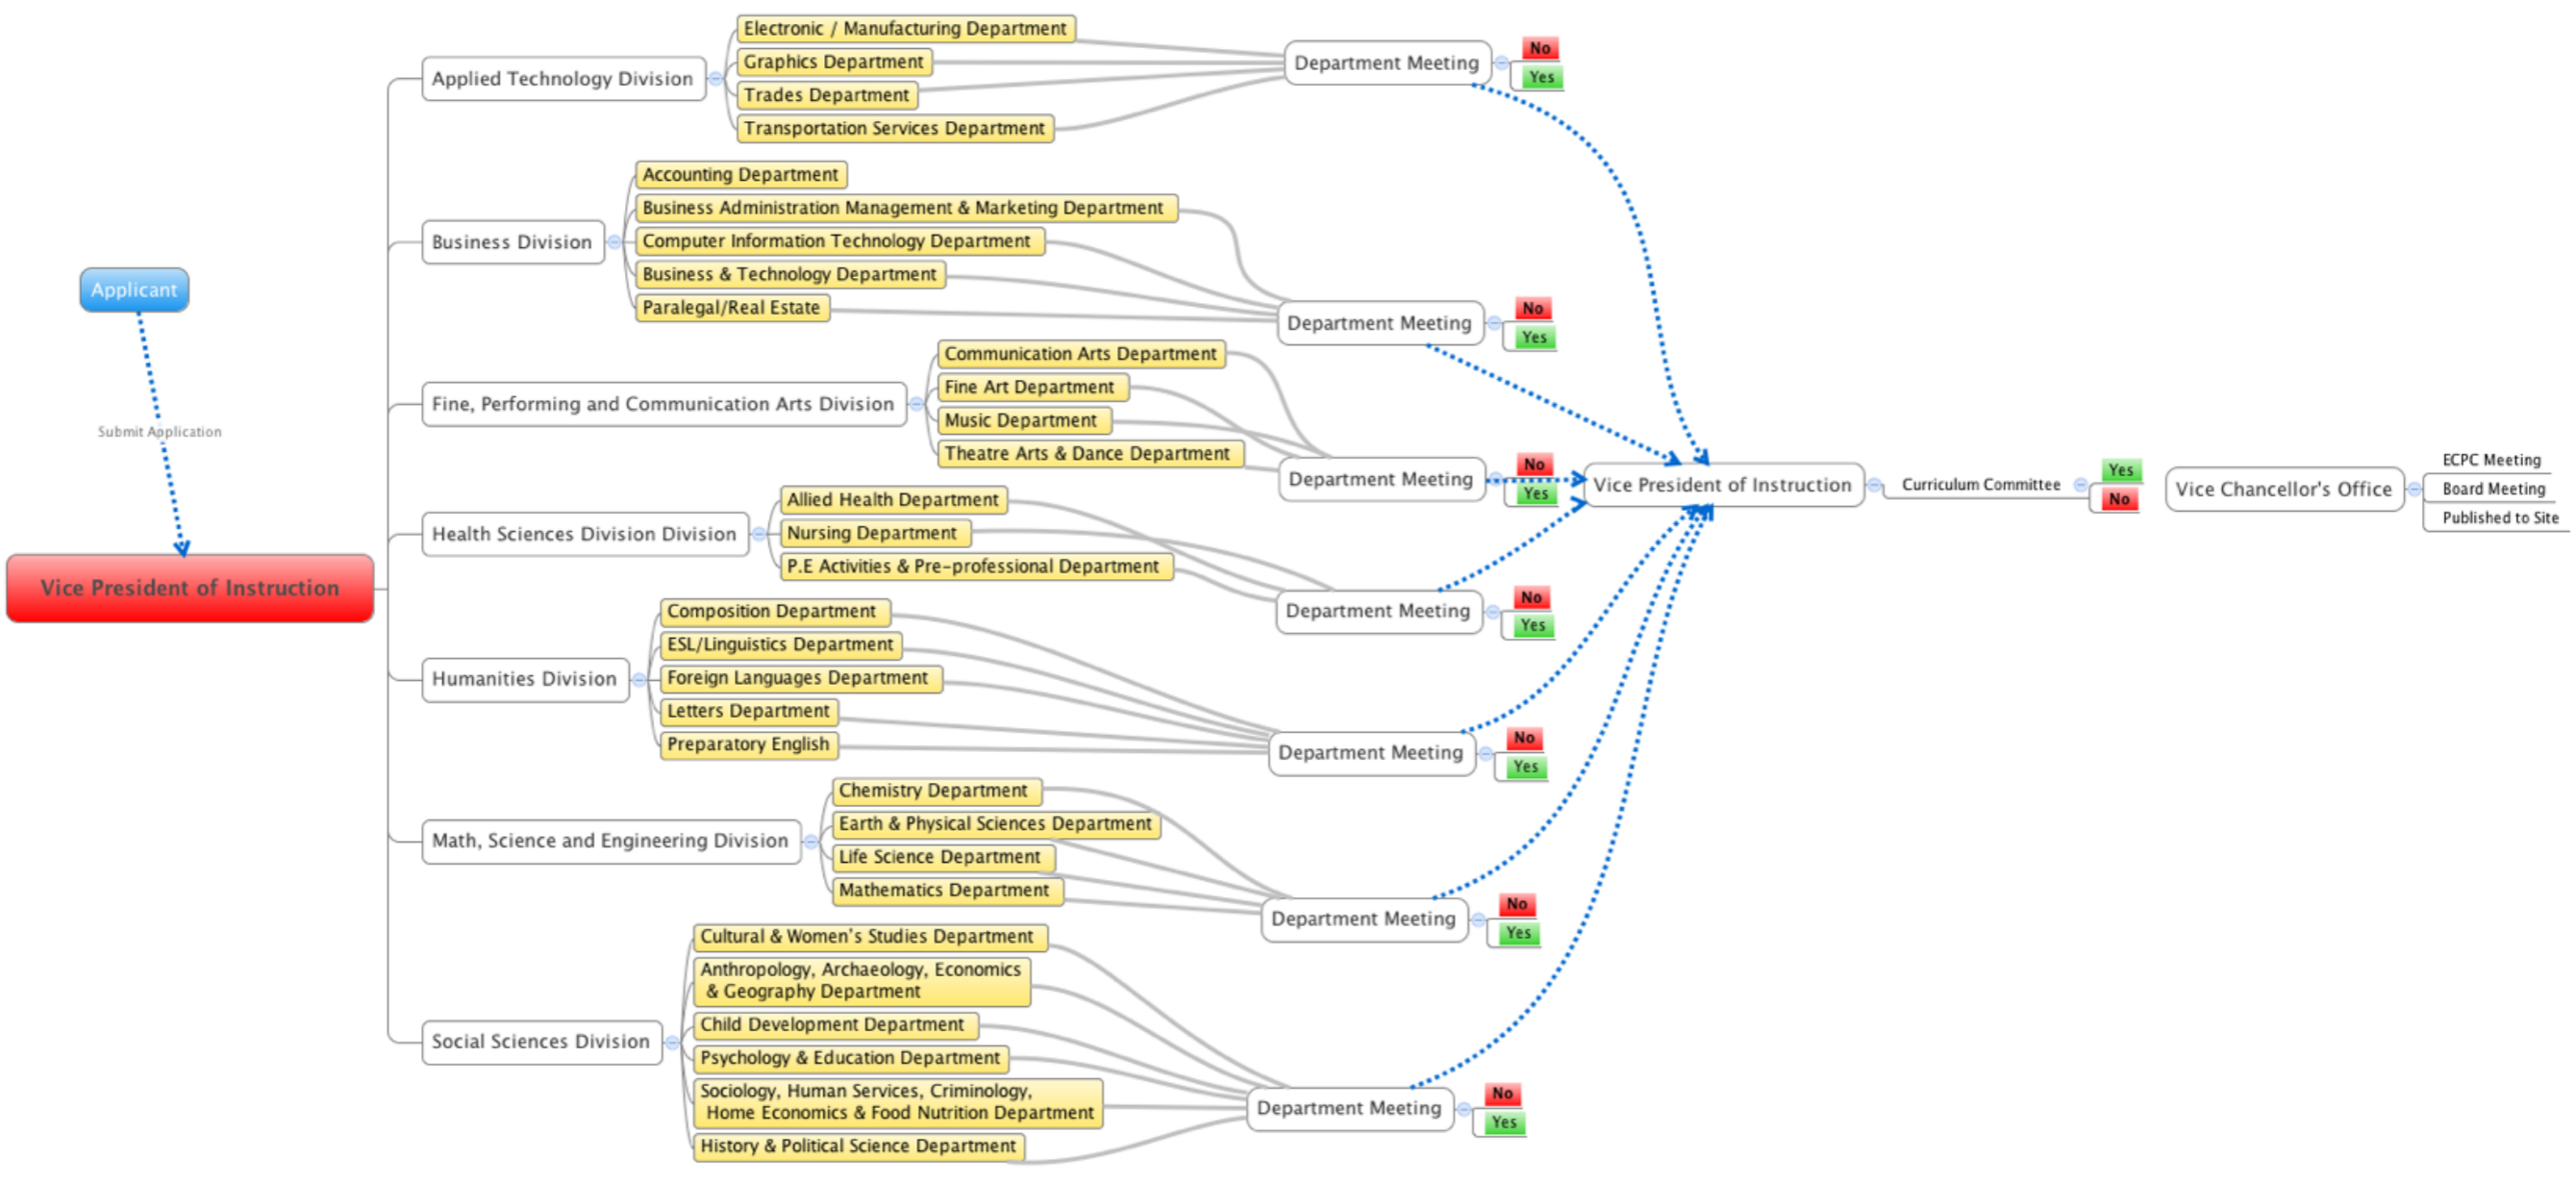 Applicant
Submit Application
Vice President of Instruction
Applied Technology Division
Electronic / Manufacturing Department
Graphics Department
Trades Department
Transportation Services Department
Department Meeting
No
Yes
Business Division
Accounting Department
Business Administration Management & Marketing Department
Computer Information Technology Department
Business & Technology Department
Paralegal/Real Estate
Department Meeting
No
Yes
Fine, Performing and Communication Arts Division
Communication Arts Department
Fine Art Department
Music Department
Theatre Arts & Dance Department
Department Meeting
No
Yes
Health Sciences Division Division
Allied Health Department
Nursing Department
P.E Activities & Pre-professional Department
Department Meeting
No
Yes
Humanities Division
Composition Department
ESL/Linguistics Department
Foreign Languages Department
Letters Department
Preparatory English
Department Meeting
No
Yes
Math, Science and Engineering Division
Chemistry Department
Earth & Physical Sciences Department
Life Science Department
Mathematics Department
Department Meeting
No
Yes
Social Sciences Division
Cultural & Women's Studies Department
Anthropology, Archaeology, Economics
& Geography Department
Child Development Department
Psychology & Education Department
Sociology, Human Services, Criminology,
Home Economics & Food Nutrition Department
History & Political Science Department
Department Meeting
No
Yes
Vice President of Instruction
Curriculum Committee
Yes
No
Vice Chancellor's Office
ECPC Meeting
Board Meeting
Published to Site